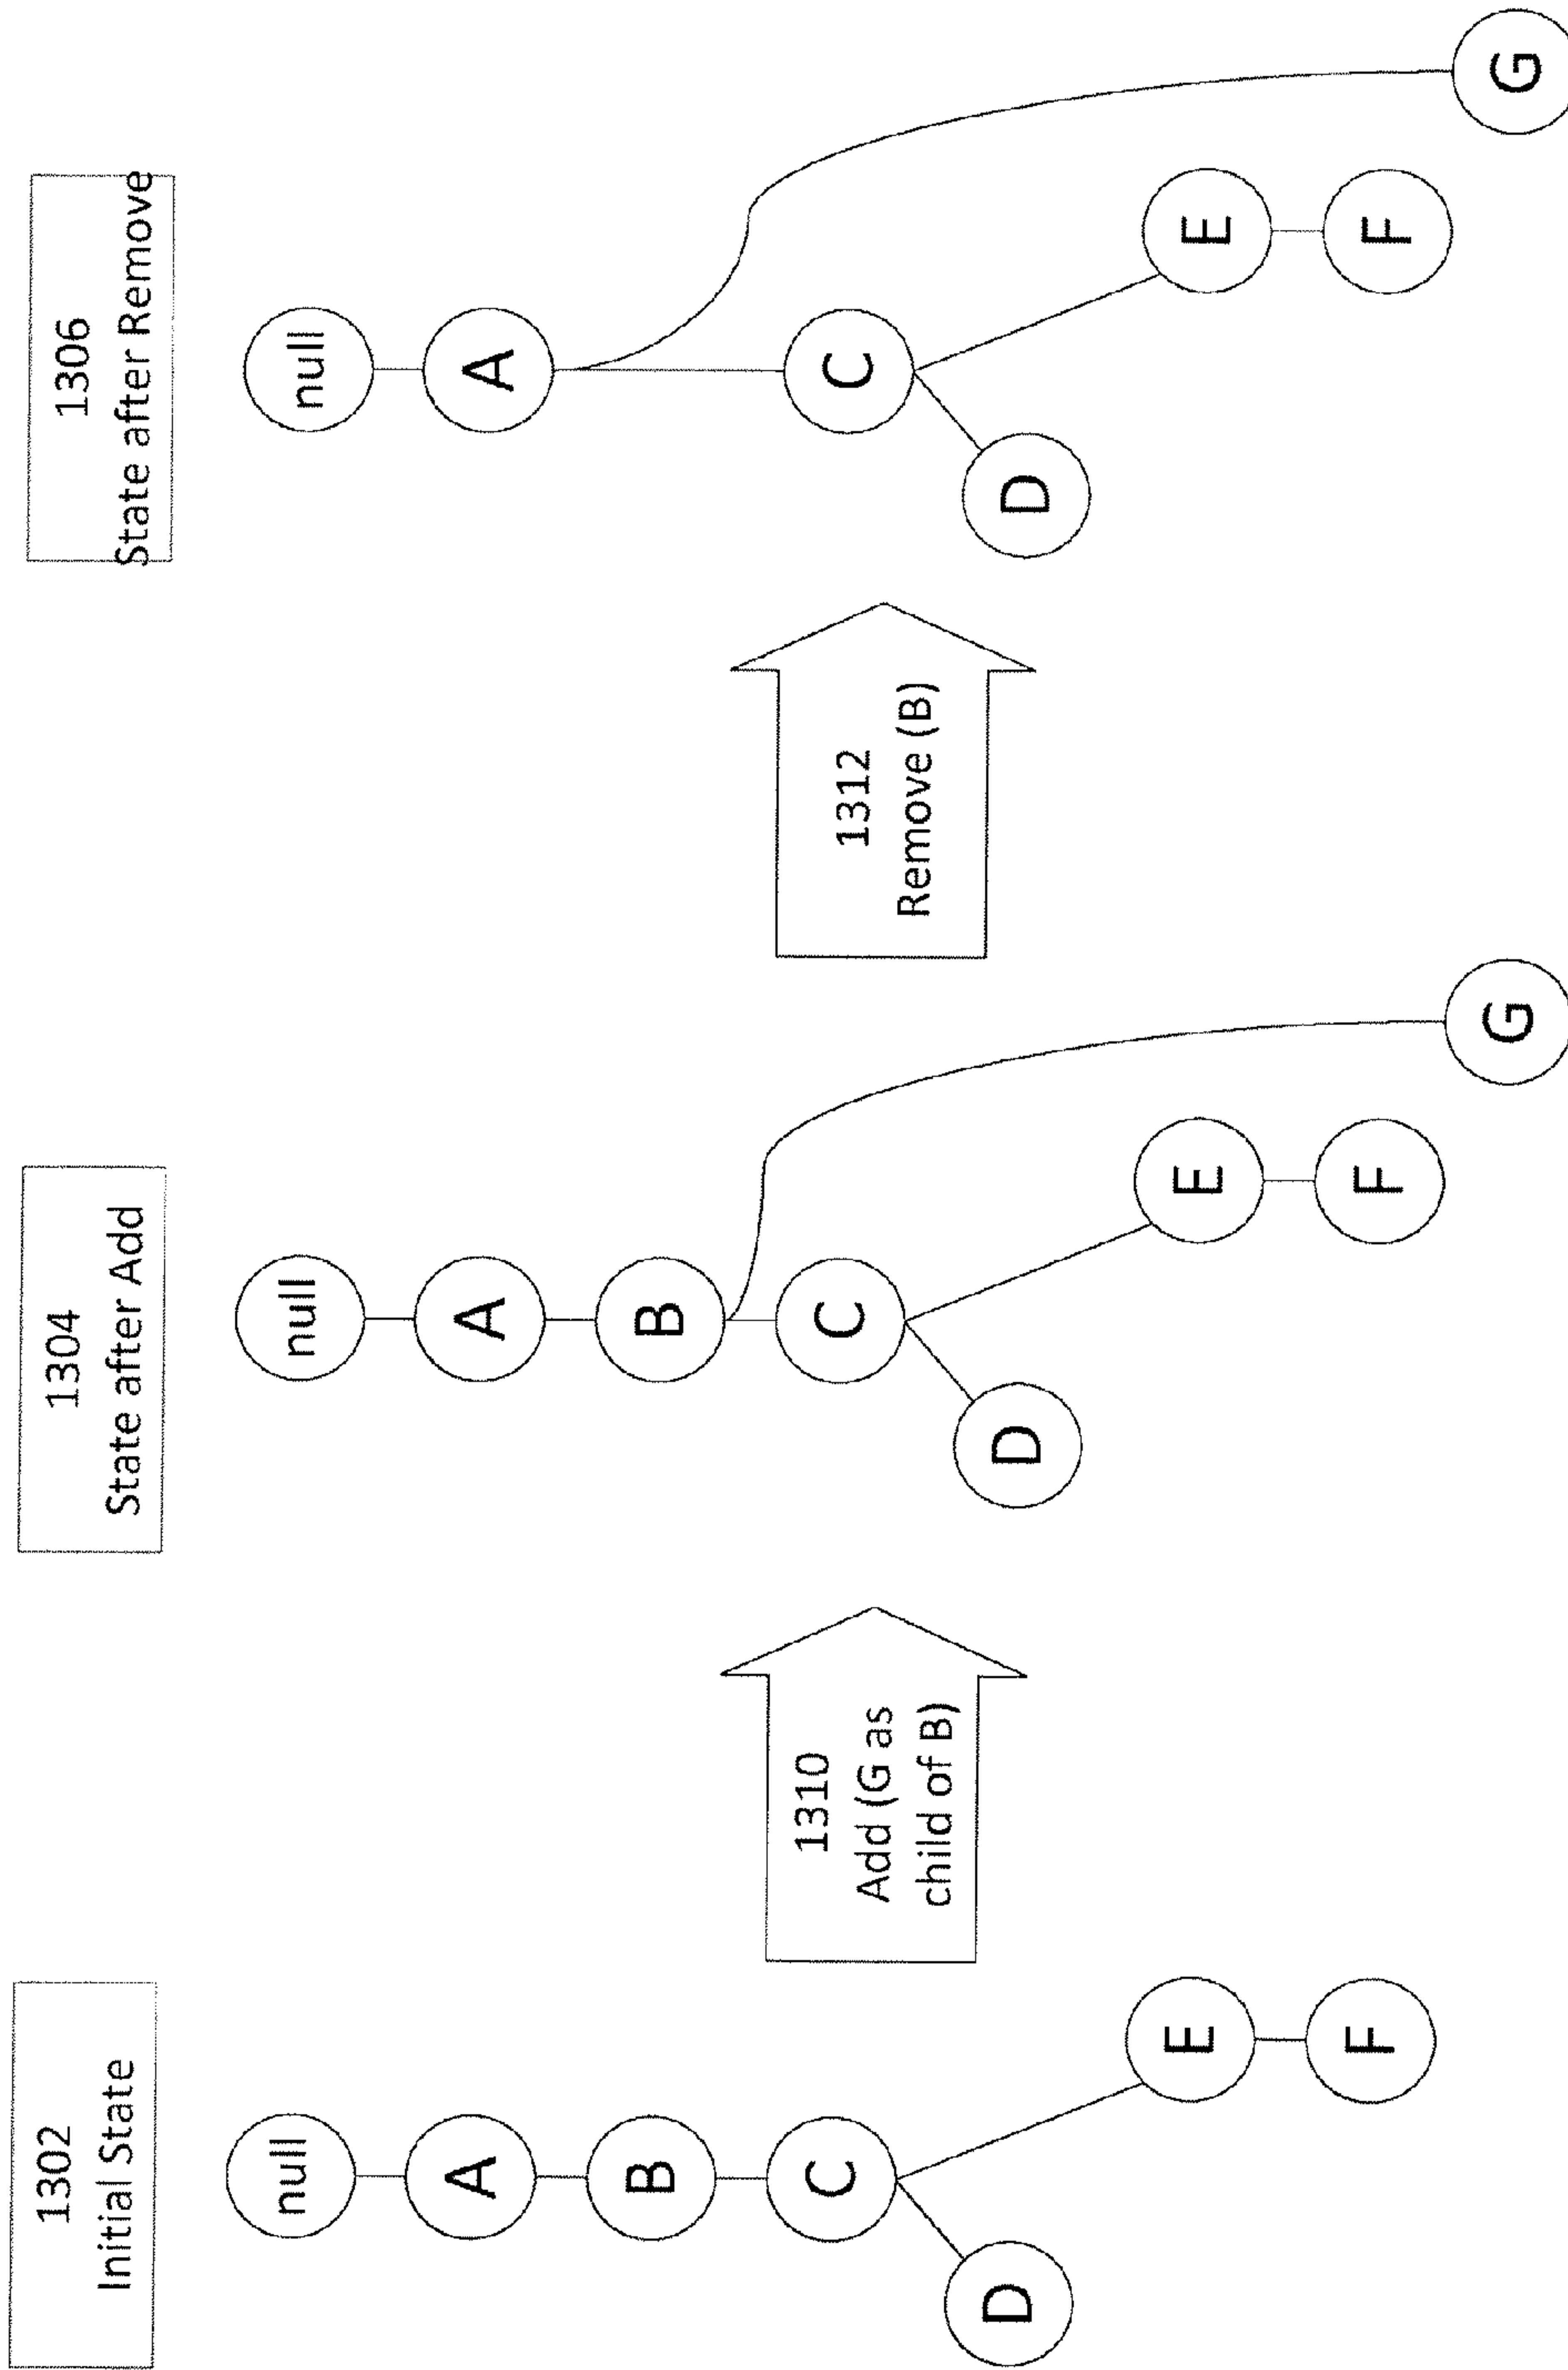 1302
Initial State
null
A
B
C
D
E
F
1310
Add (G as
child of B)
1304
State after Add
null
A
B
C
D
E
F
G
1312
Remove (B)
1306
State after Remove
null
A
C
D
E
F
G